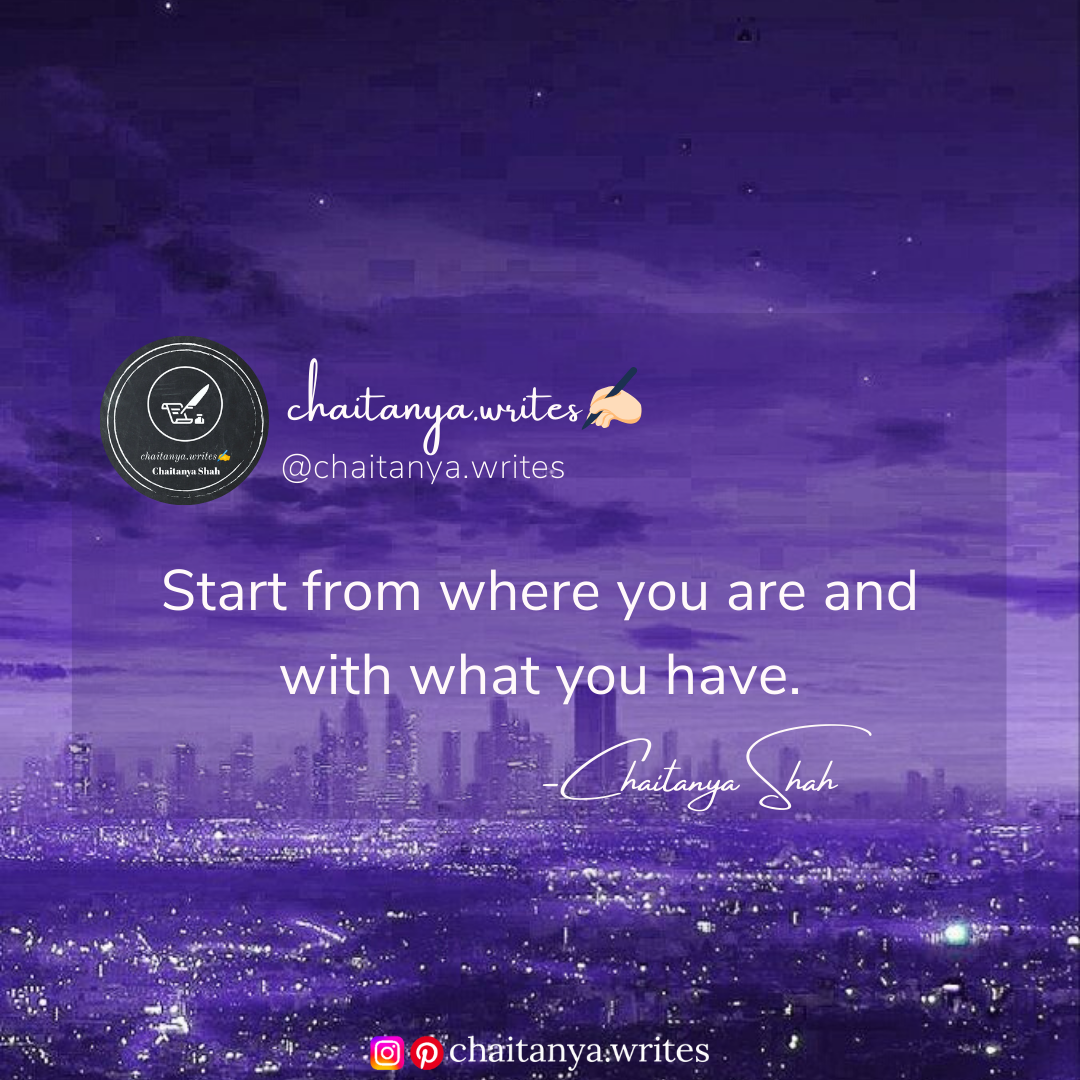 chaitanya.writes✍🏻
@chaitanya.writes
chaitanya.writes✍
Chaitanya Shah
Start from where you are and
with what you have.
-Chaitanya Shah
chaitanya.writes